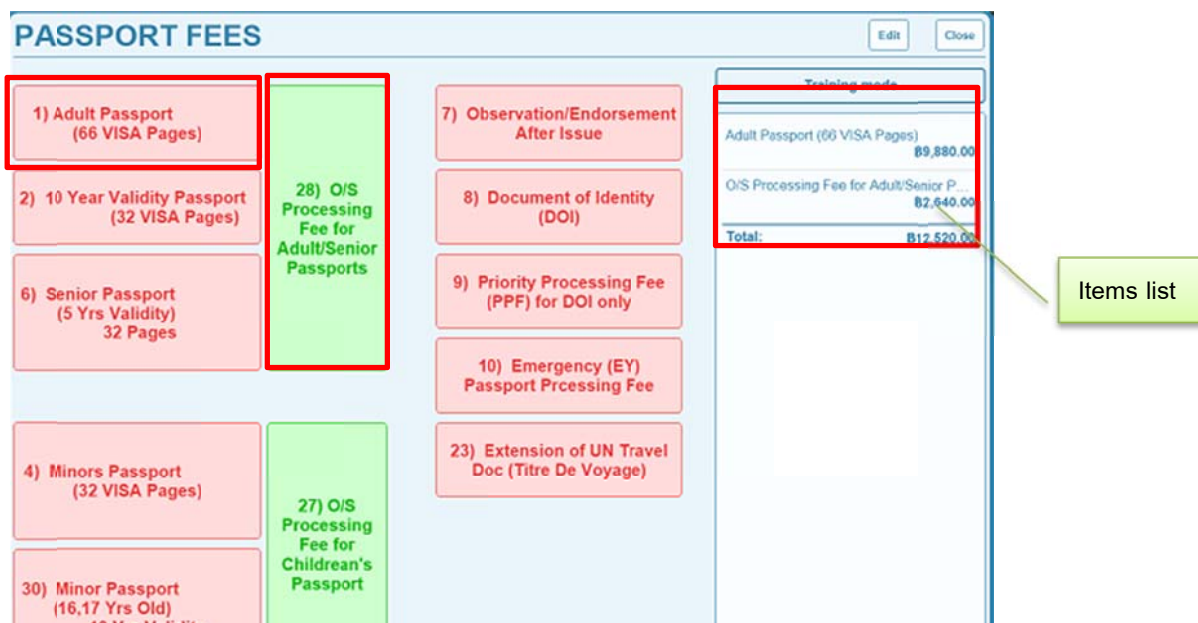 PASSPORT FEES
Edit
Close
1) Adult Passport
(66 VISA Pages)
2) 10 Year Validity Passport
(32 VISA Pages)
6) Senior Passport
(5 Yrs Validity)
32 Pages
28) O/S
Processing
Fee for
Adult/Senior
Passports
4) Minors Passport
(32 VISA Pages)
30) Minor Passport
(16,17 Yrs Old)
27) O/S
Processing
Fee for
Childrean's
Passport
7) Observation/Endorsement
After Issue
8) Document of Identity
(DOI)
9) Priority Processing Fee
(PPF) for DOI only
10) Emergency (EY)
Passport Prcessing Fee
23) Extension of UN Travel
Doc (Titre De Voyage)
Training mode
Adult Passport (66 VISA Pages)
฿9,880.00
O/S Processing Fee for Adult/Senior P...
฿2,640.00
Total: ฿12,520.00
Items list